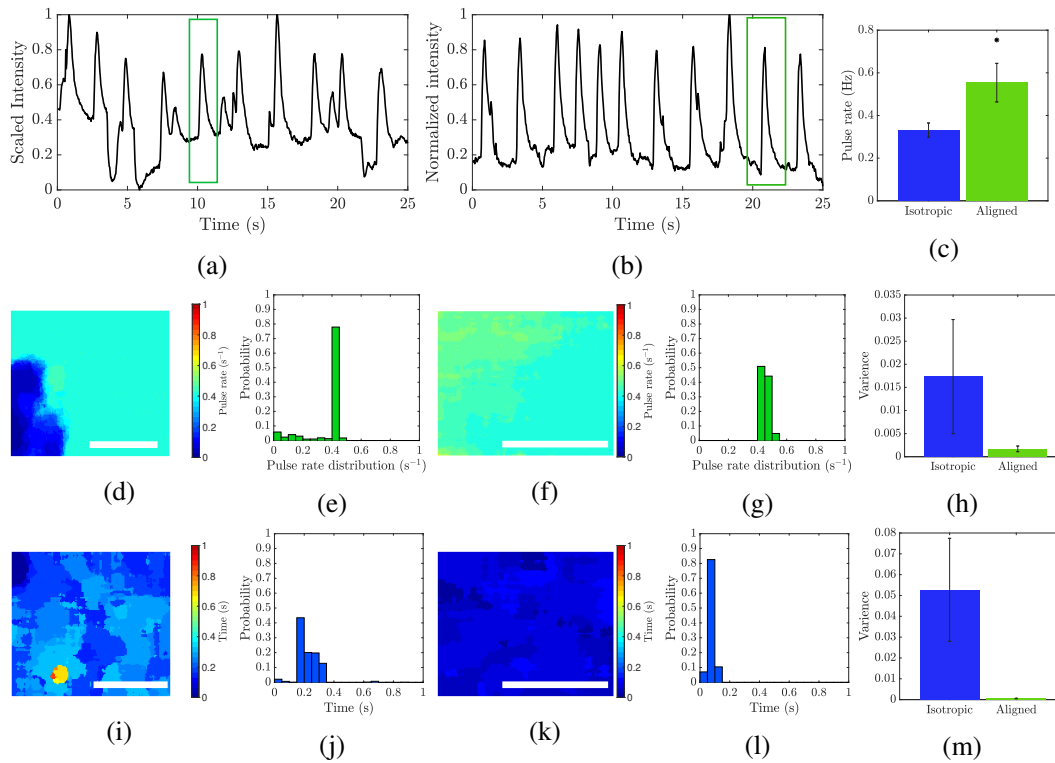 1
0.8
0.6
0.4
0.2
0
Scaled Intensity
0 5 10 15 20 25
Time (s)
(a)
1
0.8
0.6
0.4
0.2
0
Normalized intensity
0 5 10 15 20 25
Time (s)
(b)
0.8
0.6
0.4
0.2
0
Pulse rate (Hz)
*
Isotropic Aligned
(c)
1
0.8
0.6
0.4
0.2
0
Pulse rate (s⁻¹)
(d)
1
0.9
0.8
0.7
0.6
0.5
0.4
0.3
0.2
0.1
0
Probability
0 0.2 0.4 0.6 0.8 1
Pulse rate distribution (s⁻¹)
(e)
1
0.8
0.6
0.4
0.2
0
Pulse rate (s⁻¹)
(f)
1
0.9
0.8
0.7
0.6
0.5
0.4
0.3
0.2
0.1
0
Probability
0 0.2 0.4 0.6 0.8 1
Pulse rate distribution (s⁻¹)
(g)
0.035
0.03
0.025
0.02
0.015
0.01
0.005
0
Varience
Isotropic Aligned
(h)
1
0.8
0.6
0.4
0.2
0
Time (s)
(i)
1
0.9
0.8
0.7
0.6
0.5
0.4
0.3
0.2
0.1
0
Probability
0 0.2 0.4 0.6 0.8 1
Time (s)
(j)
1
0.8
0.6
0.4
0.2
0
Time (s)
(k)
1
0.9
0.8
0.7
0.6
0.5
0.4
0.3
0.2
0.1
0
Probability
0 0.2 0.4 0.6 0.8 1
Time (s)
(l)
0.08
0.07
0.06
0.05
0.04
0.03
0.02
0.01
0
Varience
Isotropic Aligned
(m)